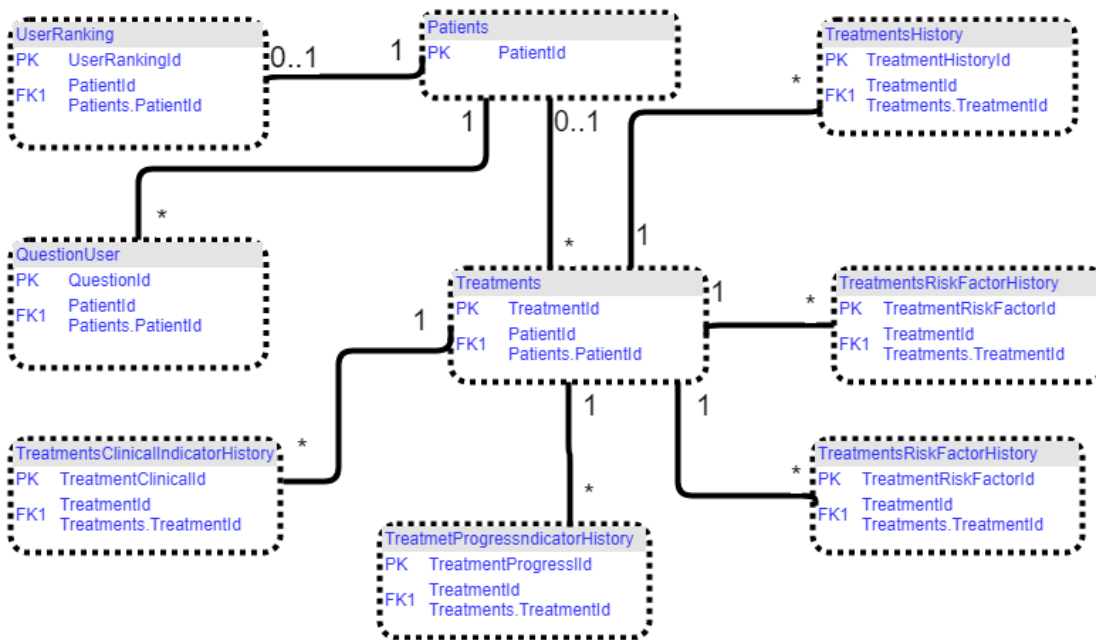 UserRanking
PK UserRankingId
FK1 PatientId
Patients.PatientId
0..1
1
Patients
PK PatientId
TreatmentsHistory
PK TreatmentHistoryId
FK1 TreatmentId
Treatments.TreatmentId
*
1
0..1
*
*
1
QuestionUser
PK QuestionId
FK1 PatientId
Patients.PatientId
Treatments
PK TreatmentId
FK1 PatientId
Patients.PatientId
1
*
TreatmentsRiskFactorHistory
PK TreatmentRiskFactorId
FK1 TreatmentId
Treatments.TreatmentId
1
*
TreatmentsClinicalIndicatorHistory
PK TreatmentClinicalId
FK1 TreatmentId
Treatments.TreatmentId
1
*
TreatmetProgressndicatorHistory
PK TreatmentProgressIId
FK1 TreatmentId
Treatments.TreatmentId
1
*
TreatmentsRiskFactorHistory
PK TreatmentRiskFactorId
FK1 TreatmentId
Treatments.TreatmentId